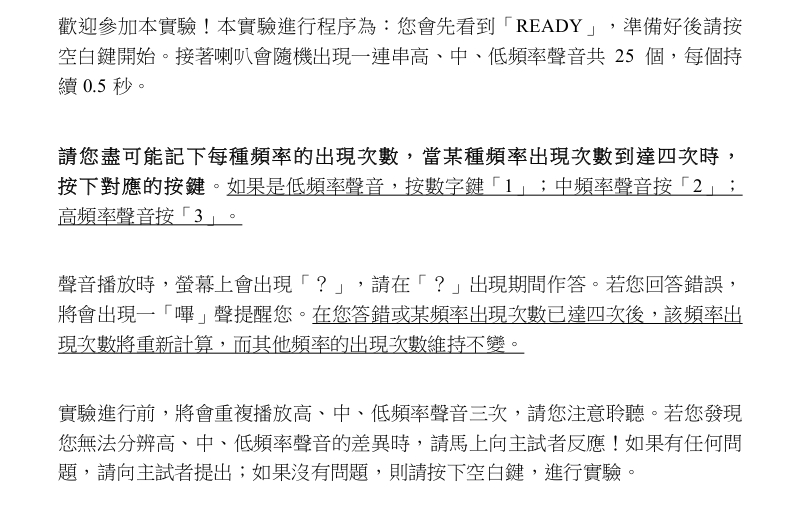 歡迎參加本實驗！本實驗進行程序為：您會先看到「READY」，準備好後請按
空白鍵開始。接著喇叭會隨機出現一連串高、中、低頻率聲音共 25 個，每個持
續 0.5 秒。
請您盡可能記下每種頻率的出現次數，當某種頻率出現次數到達四次時，
按下對應的按鍵。如果是低頻率聲音，按數字鍵「1」；中頻率聲音按「2」；
高頻率聲音按「3」。
聲音播放時，螢幕上會出現「？」，請在「？」出現期間作答。若您回答錯誤，
將會出現一「嗶」聲提醒您。在您答錯或某頻率出現次數已達四次後，該頻率出
現次數將重新計算，而其他頻率的出現次數維持不變。
實驗進行前，將會重複播放高、中、低頻率聲音三次，請您注意聆聽。若您發現
您無法分辨高、中、低頻率聲音的差異時，請馬上向主試者反應！如果有任何問
題，請向主試者提出；如果沒有問題，則請按下空白鍵，進行實驗。